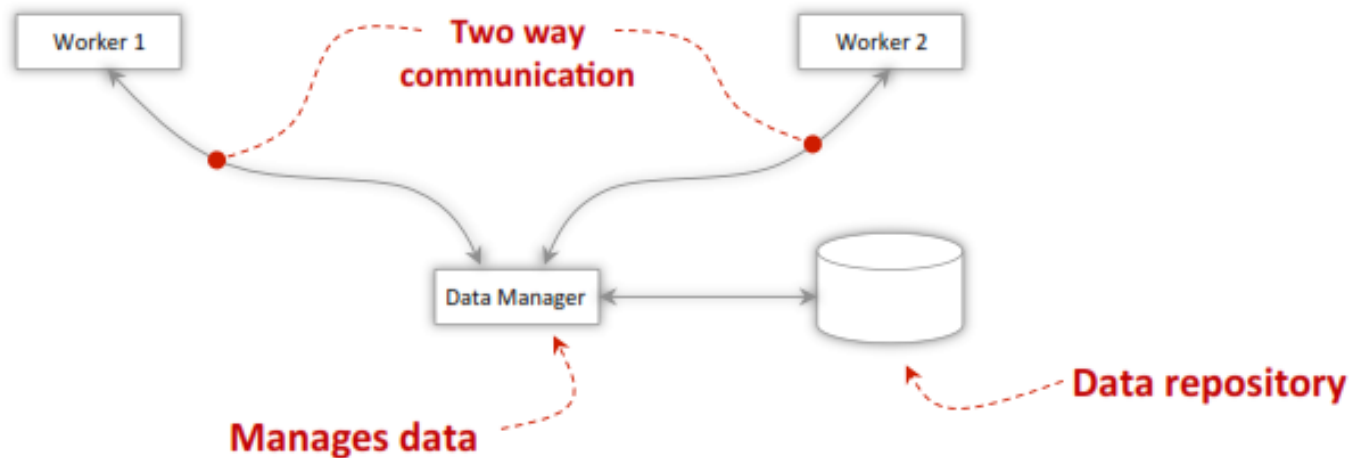 Worker 1
Two way
communication
Worker 2
Data Manager
Data repository
Manages data